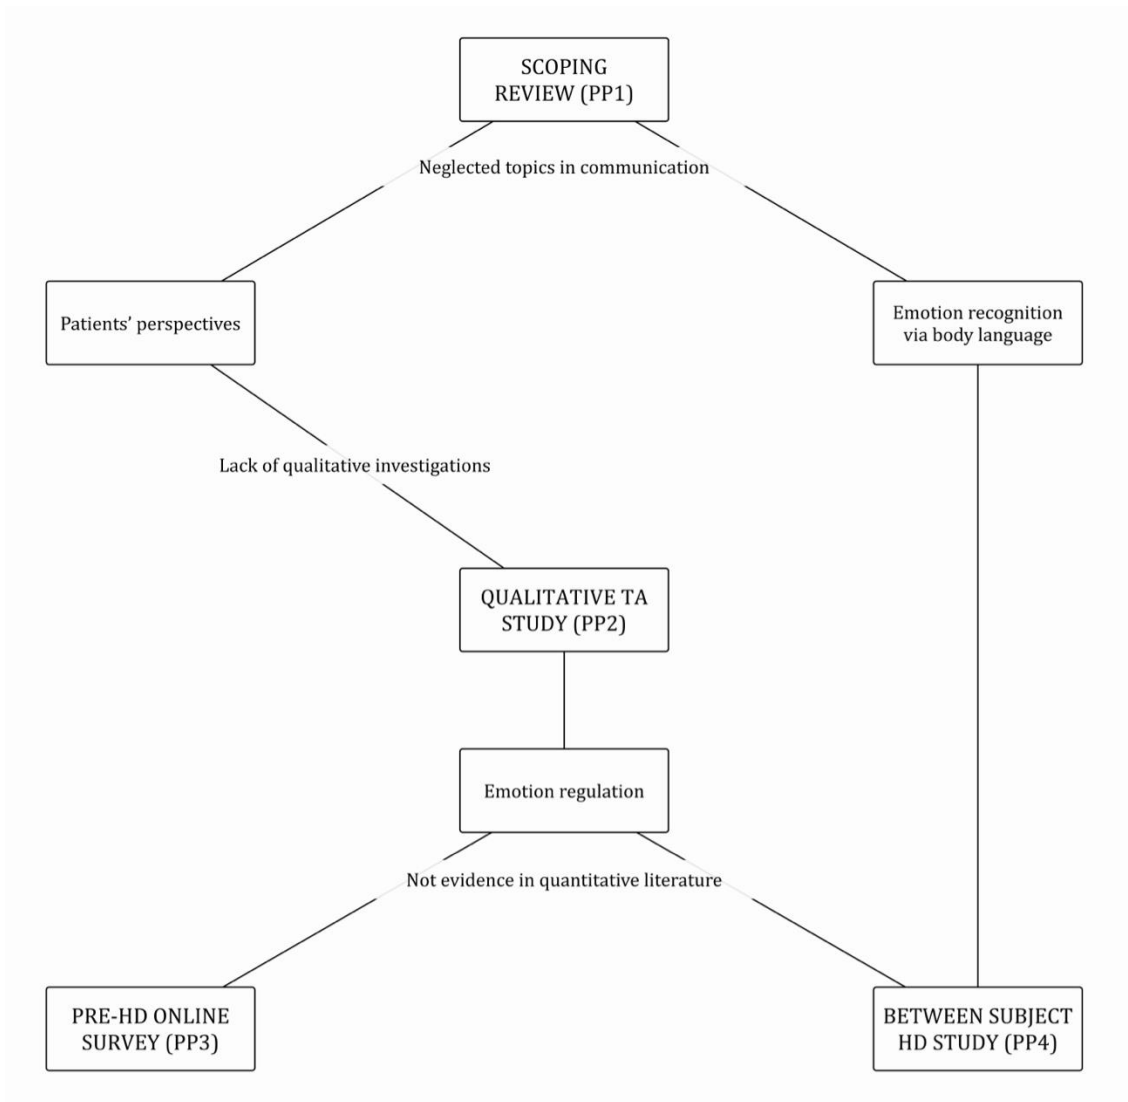 SCOPING
REVIEW (PP1)
Neglected topics in communication
Patients’ perspectives
Emotion recognition
via body language
Lack of qualitative investigations
QUALITATIVE TA
STUDY (PP2)
Emotion regulation
Not evidence in quantitative literature
PRE-HD ONLINE
SURVEY (PP3)
BETWEEN SUBJECT
HD STUDY (PP4)